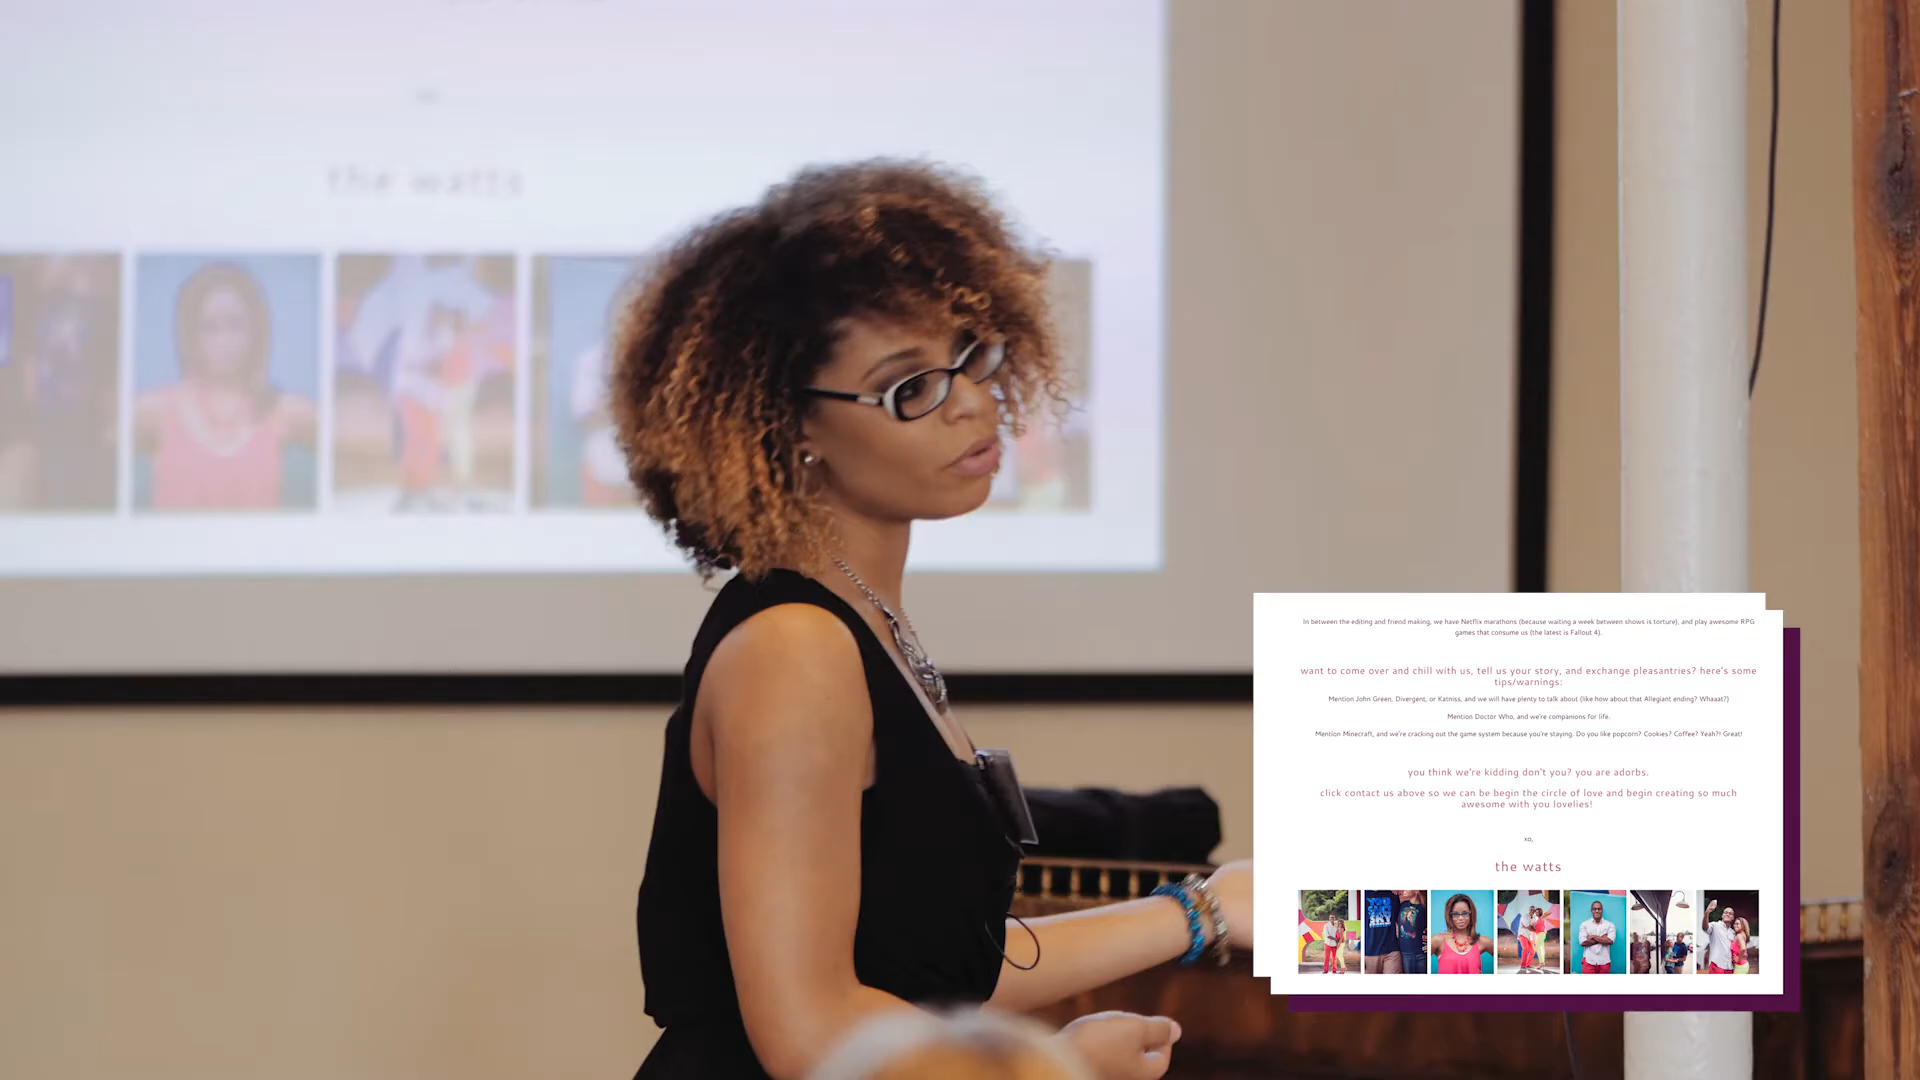 the watts
In between the editing and friend making, we have Netflix marathons (because waiting a week between shows is torture), and play awesome RPG
games that consume us (the latest is Fallout 4).
want to come over and chill with us, tell us your story, and exchange pleasantries? here's some
tips/warnings:
Mention John Green, Divergent, or Katniss, and we will have plenty to talk about (like how about that Allegiant ending? Whaaat?)
Mention Doctor Who, and we're companions for life.
Mention Minecraft, and we're cracking out the game system because you're staying. Do you like popcorn? Cookies? Coffee? Yeah?! Great!
you think we're kidding don't you? you are adorbs.
click contact us above so we can be begin the circle of love and begin creating so much
awesome with you lovelies!
xo,
the watts